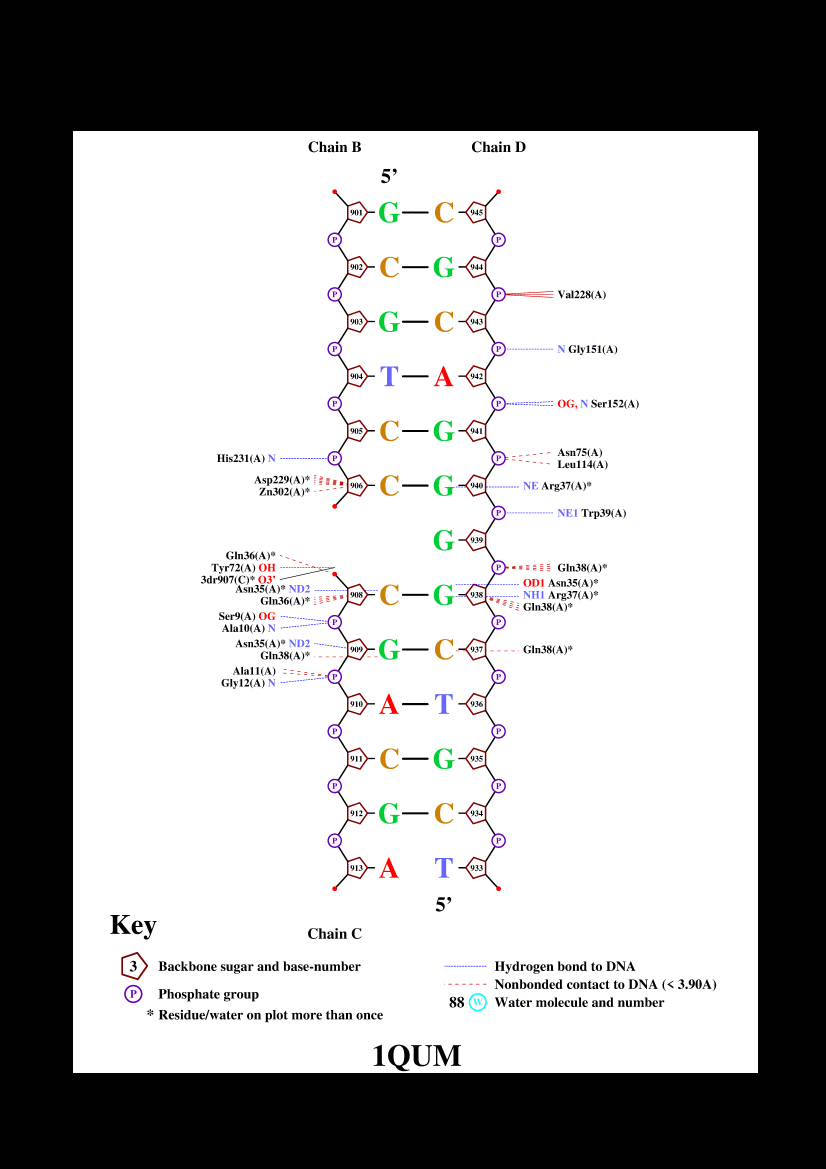 Chain B Chain D
5’
901 G C 945
P P
902 C G 944
P P Val228(A)
903 G C 943
P P N Gly151(A)
904 T A 942
P P OG, N Ser152(A)
905 C G 941
Asn75(A)
His231(A) N P P
Leu114(A)
Asp229(A)*
906 C G 940 NE Arg37(A)*
Zn302(A)*
P NE1 Trp39(A)
G 939
Gln36(A)*
Tyr72(A) OH P Gln38(A)*
3dr907(C)* O3’
OD1 Asn35(A)*
Asn35(A)* ND2
908 C G 938 NH1 Arg37(A)*
Gln36(A)*
Gln38(A)*
Ser9(A) OG
P P
Ala10(A) N
Asn35(A)* ND2
909 G C 937 Gln38(A)*
Gln38(A)*
Ala11(A)
P P
Gly12(A) N
910 A T 936
P P
911 C G 935
P P
912 G C 934
P P
913 A T 933
5’
Key
Chain C
3 Backbone sugar and base-number
P Phosphate group
* Residue/water on plot more than once
Hydrogen bond to DNA
Nonbonded contact to DNA (< 3.90A)
88 W Water molecule and number
1QUM